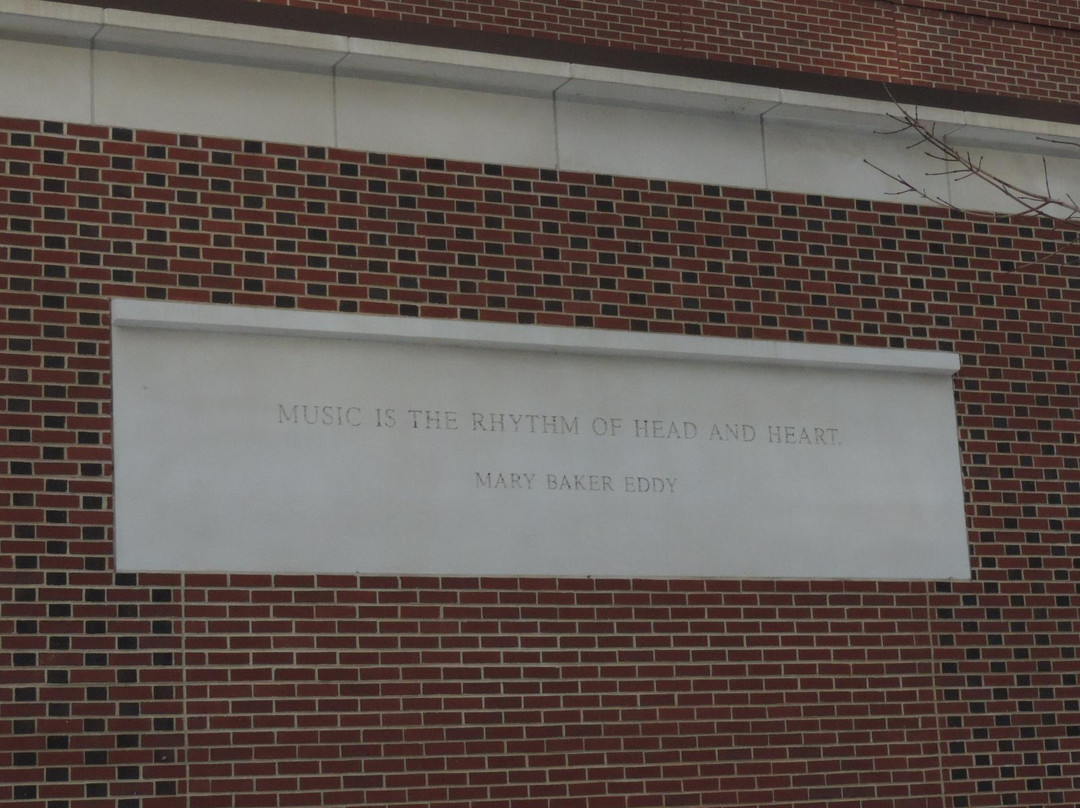 MUSIC IS THE RHYTHM OF HEAD AND HEART.
MARY BAKER EDDY